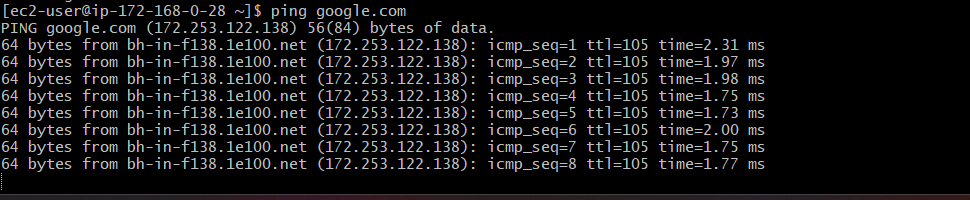 [ec2-user@ip-172-168-0-28 ~]$ ping google.com
PING google.com (172.253.122.138) 56(84) bytes of data.
64 bytes from bh-in-f138.1e100.net (172.253.122.138): icmp_seq=1 ttl=105 time=2.31 ms
64 bytes from bh-in-f138.1e100.net (172.253.122.138): icmp_seq=2 ttl=105 time=1.97 ms
64 bytes from bh-in-f138.1e100.net (172.253.122.138): icmp_seq=3 ttl=105 time=1.98 ms
64 bytes from bh-in-f138.1e100.net (172.253.122.138): icmp_seq=4 ttl=105 time=1.75 ms
64 bytes from bh-in-f138.1e100.net (172.253.122.138): icmp_seq=5 ttl=105 time=1.73 ms
64 bytes from bh-in-f138.1e100.net (172.253.122.138): icmp_seq=6 ttl=105 time=2.00 ms
64 bytes from bh-in-f138.1e100.net (172.253.122.138): icmp_seq=7 ttl=105 time=1.75 ms
64 bytes from bh-in-f138.1e100.net (172.253.122.138): icmp_seq=8 ttl=105 time=1.77 ms